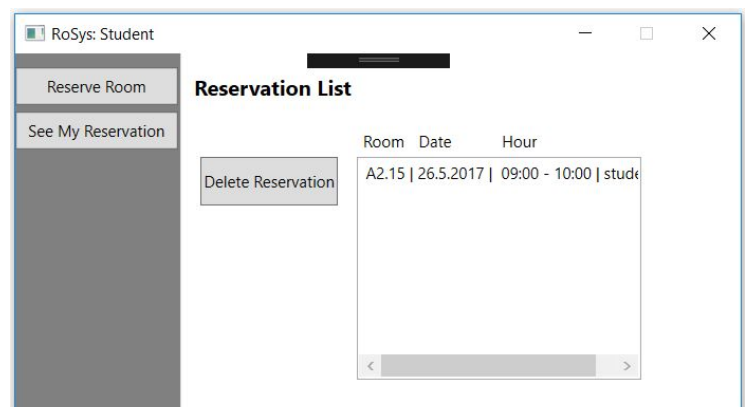 RoSys: Student
Reserve Room
See My Reservation
Reservation List
Room Date Hour
Delete Reservation
A2.15 | 26.5.2017 | 09:00 - 10:00 |